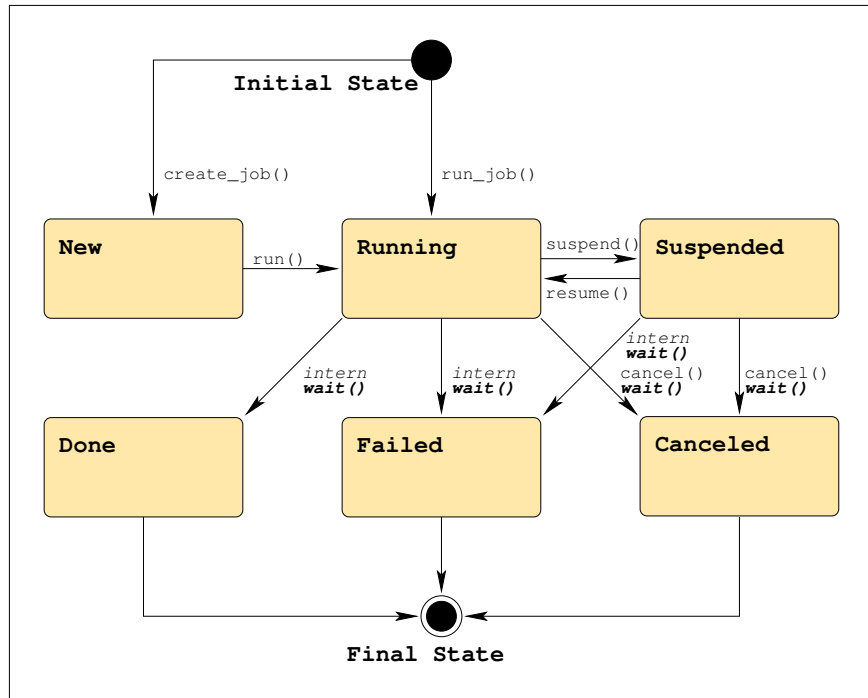 Initial State
create_job()
run_job()
New
Running
Suspended
run()
suspend()
resume()
intern
wait()
intern
wait()
cancel()
wait()
intern
wait()
cancel()
wait()
Done
Failed
Canceled
Final State